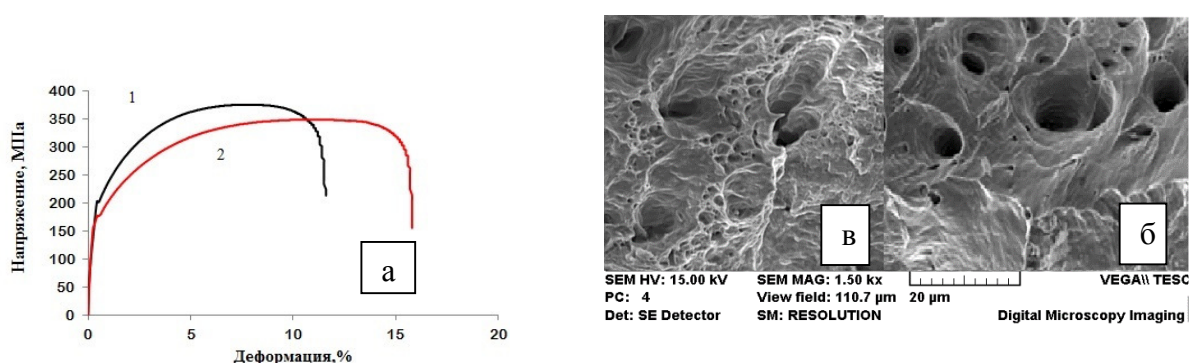 400
350
300
250
200
150
100
50
0
Напряжение, МПа
1
2
а
0
5
10
15
20
Деформация,%
в
б
SEM HV: 15.00 kV SEM MAG: 1.50 kx VEGA\\ TESC
PC: 4 View field: 110.7 µm 20 µm
Det: SE Detector SM: RESOLUTION Digital Microscopy Imaging